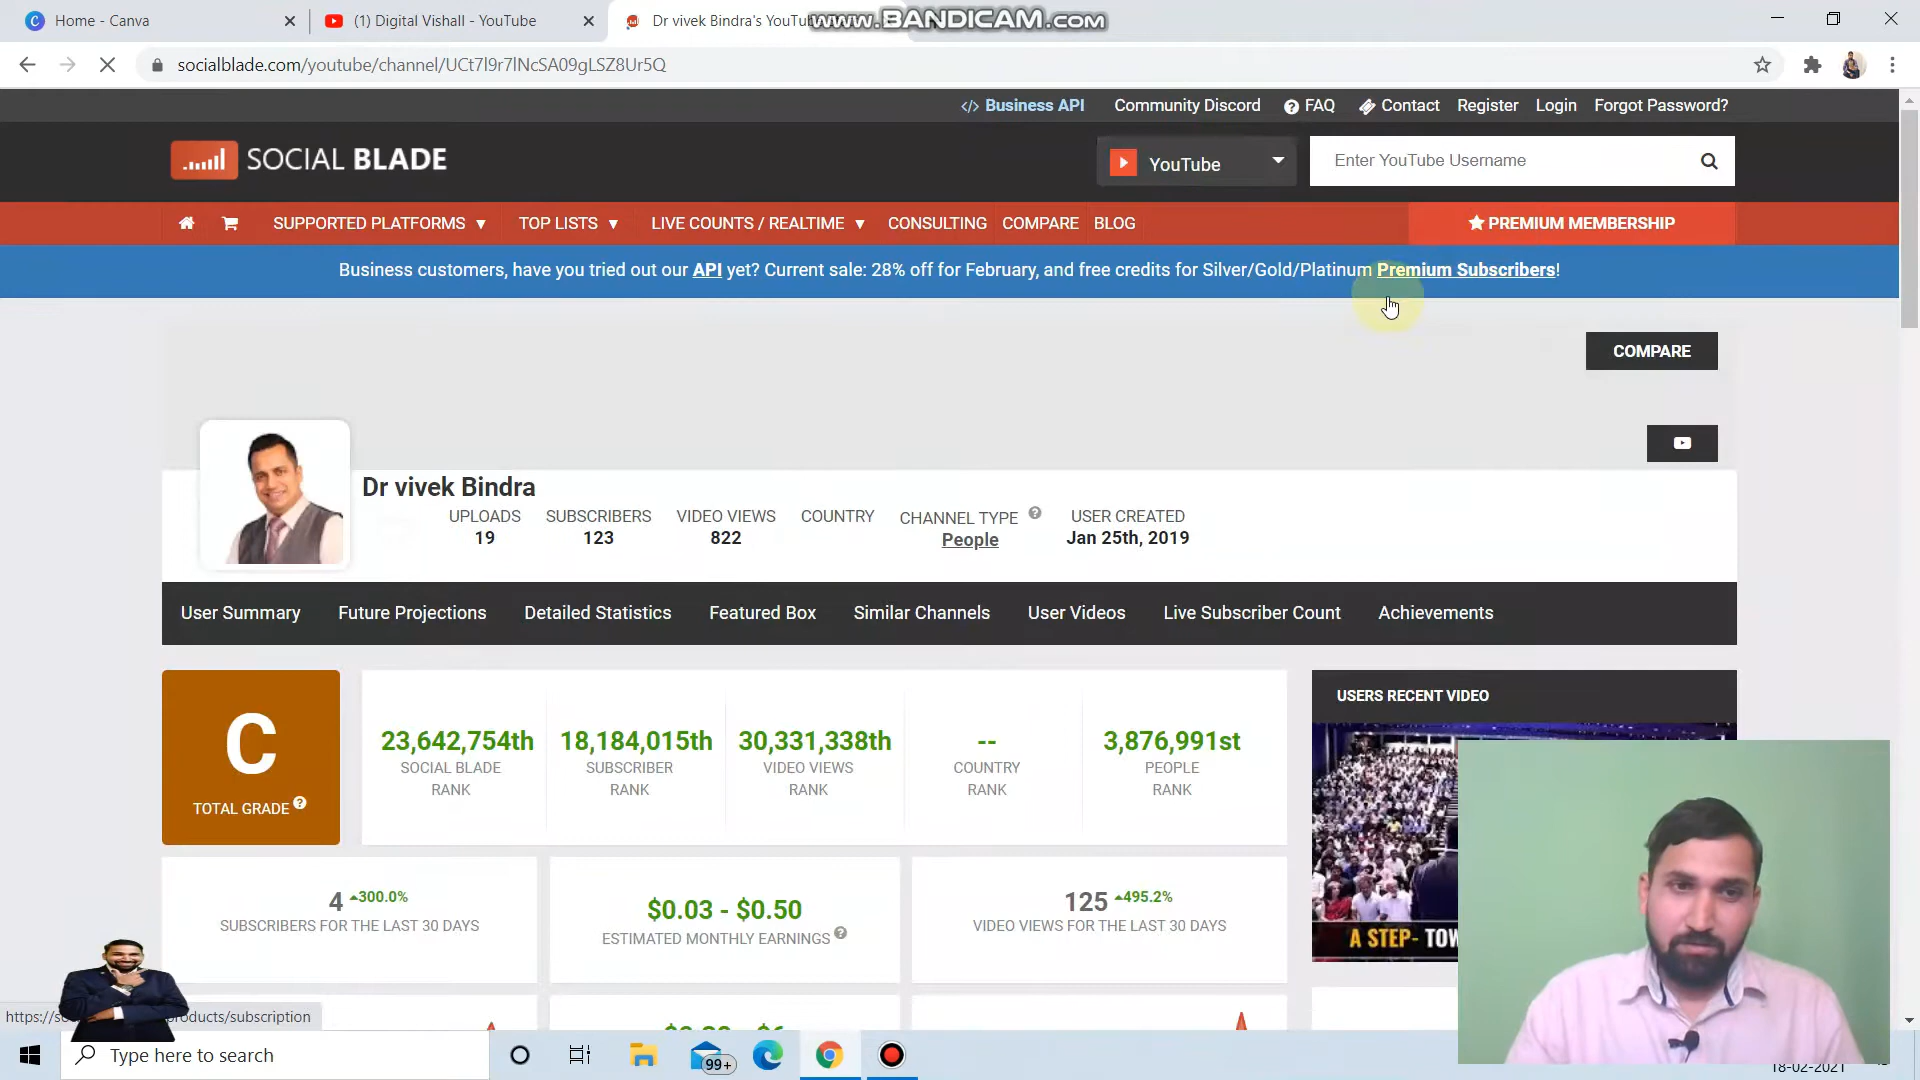 Home - Canva
(1) Digital Vishall - YouTube
Dr vivek Bindra's YouTu
www.BANDICAM.COM
socialblade.com/youtube/channel/UCt7l9r7lNcSA09gLSZ8Ur5Q
</> Business API Community Discord FAQ Contact Register Login Forgot Password?
SOCIAL BLADE
YouTube
Enter YouTube Username
SUPPORTED PLATFORMS TOP LISTS LIVE COUNTS / REALTIME CONSULTING COMPARE BLOG
PREMIUM MEMBERSHIP
Business customers, have you tried out our API yet? Current sale: 28% off for February, and free credits for Silver/Gold/Platinum Premium Subscribers!
COMPARE
Dr vivek Bindra
UPLOADS SUBSCRIBERS VIDEO VIEWS COUNTRY CHANNEL TYPE USER CREATED
19 123 822 People Jan 25th, 2019
User Summary Future Projections Detailed Statistics Featured Box Similar Channels User Videos Live Subscriber Count Achievements
C
TOTAL GRADE
23,642,754th
SOCIAL BLADE
RANK
18,184,015th
SUBSCRIBER
RANK
30,331,338th
VIDEO VIEWS
RANK
--
COUNTRY
RANK
3,876,991st
PEOPLE
RANK
USERS RECENT VIDEO
A STEP- TOW
4 300.0%
SUBSCRIBERS FOR THE LAST 30 DAYS
$0.03 - $0.50
ESTIMATED MONTHLY EARNINGS
125 495.2%
VIDEO VIEWS FOR THE LAST 30 DAYS
https://so
oducts/subscription
Type here to search
99+
18-02-2021